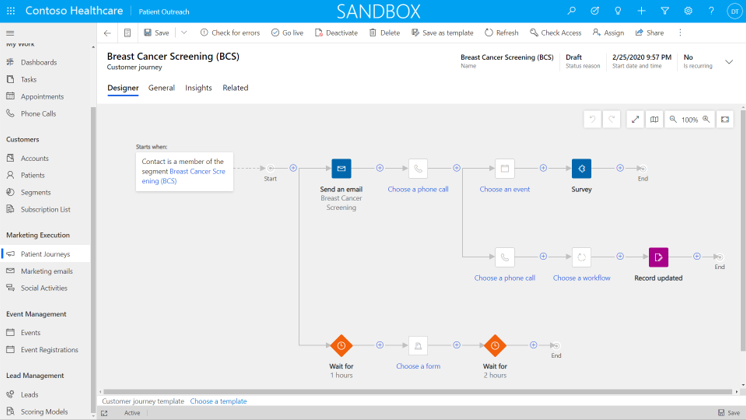 Contoso Healthcare
Patient Outreach
SANDBOX
DT
Save
Check for errors
Go live
Deactivate
Delete
Save as template
Refresh
Check Access
Assign
Share
My Work
Dashboards
Tasks
Appointments
Phone Calls
Customers
Accounts
Patients
Segments
Subscription List
Marketing Execution
Patient Journeys
Marketing emails
Social Activities
Event Management
Events
Event Registrations
Lead Management
Leads
Scoring Models
Breast Cancer Screening (BCS)
Customer journey
Breast Cancer Screening (BCS)
Name
Draft
Status reason
2/25/2020 9:57 PM
Start date and time
No
Is recurring
Designer
General
Insights
Related
100%
Starts when:
Contact is a member of the
segment Breast Cancer Scre
ening (BCS)
Start
Send an email
Breast Cancer
Screening
Choose a phone call
Choose an event
Survey
End
Choose a phone call
Choose a workflow
Record updated
End
Wait for
1 hours
Choose a form
Wait for
2 hours
End
Customer journey template
Choose a template
Active
Save